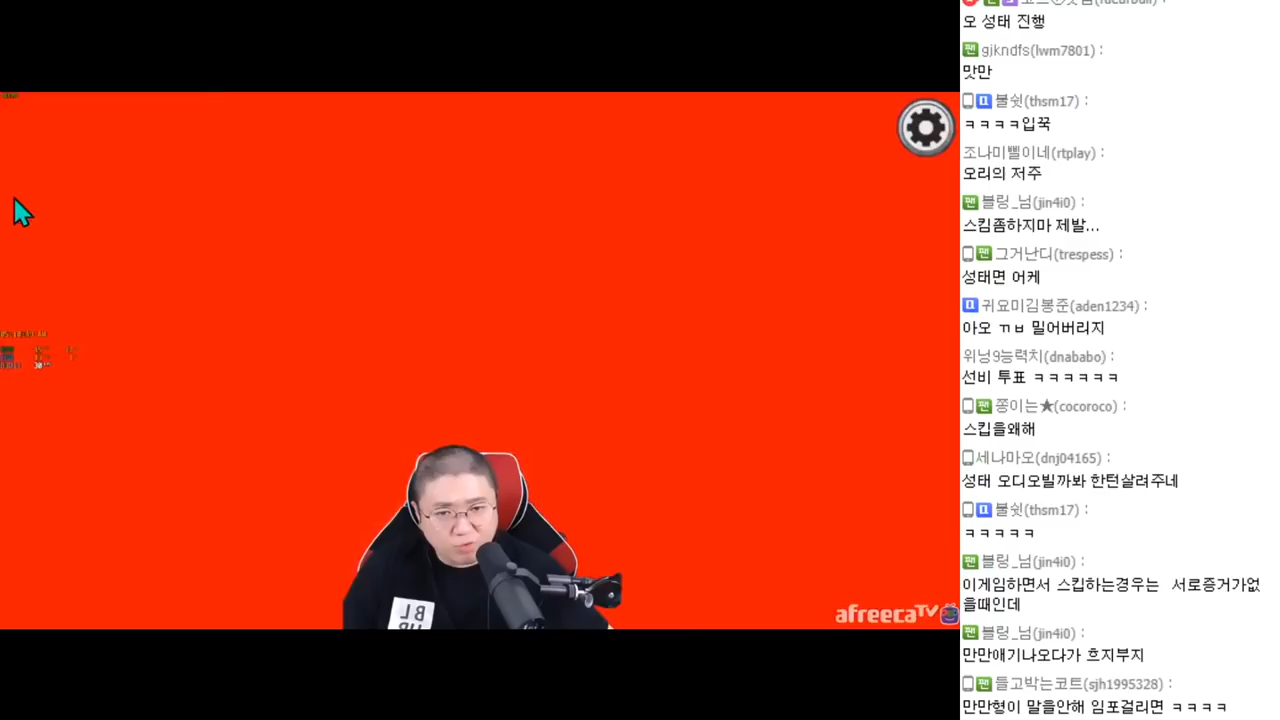 오 성태 진행
gjkndfs(lwm7801) :
맛만
불쉿(thsm17) :
ㅋㅋㅋㅋ입꾹
조나미삘이네(rtplay) :
오리의 저주
블링_님(jin4i0) :
스킵좀하지마 제발...
그거난디(trespess) :
성태면 어케
귀요미김봉준(aden1234) :
아오 ㄲㅂ 밀어버리지
위닝9능력치(dnababo) :
선비 투표 ㅋㅋㅋㅋㅋㅋ
쫑이는★(cocoroco) :
스킵을왜해
세나마오(dnj04165) :
성태 오디오빌까봐 한턴살려주네
불쉿(thsm17) :
ㅋㅋㅋㅋㅋ
블링_님(jin4i0) :
이게임하면서 스킵하는경우는 서로증거가없
을때인데
블링_님(jin4i0) :
만만얘기나오다가 흐지부지
들고박는코트(sjh1995328) :
만만형이 말을안해 임포걸리면 ㅋㅋㅋㅋ
afreecaTV